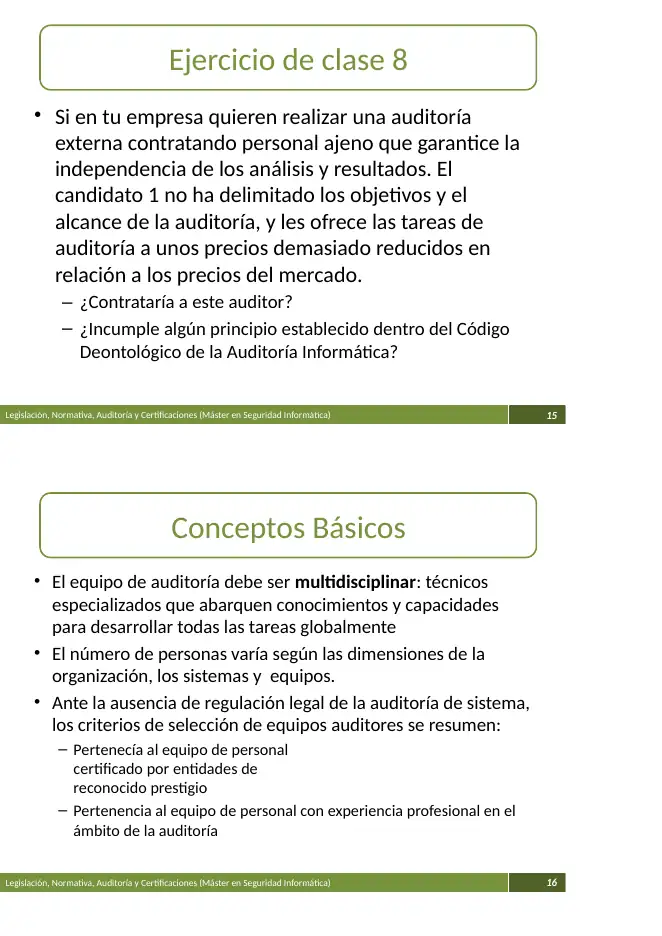 Ejercicio de clase 8
• Si en tu empresa quieren realizar una auditoría
externa contratando personal ajeno que garantice la
independencia de los análisis y resultados. El
candidato 1 no ha delimitado los objetivos y el
alcance de la auditoría, y les ofrece las tareas de
auditoría a unos precios demasiado reducidos en
relación a los precios del mercado.
– ¿Contrataría a este auditor?
– ¿Incumple algún principio establecido dentro del Código
Deontológico de la Auditoría Informática?
Legislación, Normativa, Auditoría y Certificaciones (Máster en Seguridad Informática) 15
Conceptos Básicos
• El equipo de auditoría debe ser multidisciplinar: técnicos
especializados que abarquen conocimientos y capacidades
para desarrollar todas las tareas globalmente
• El número de personas varía según las dimensiones de la
organización, los sistemas y equipos.
• Ante la ausencia de regulación legal de la auditoría de sistema,
los criterios de selección de equipos auditores se resumen:
– Pertenecía al equipo de personal
certificado por entidades de
reconocido prestigio
– Pertenencia al equipo de personal con experiencia profesional en el
ámbito de la auditoría
Legislación, Normativa, Auditoría y Certificaciones (Máster en Seguridad Informática) 16